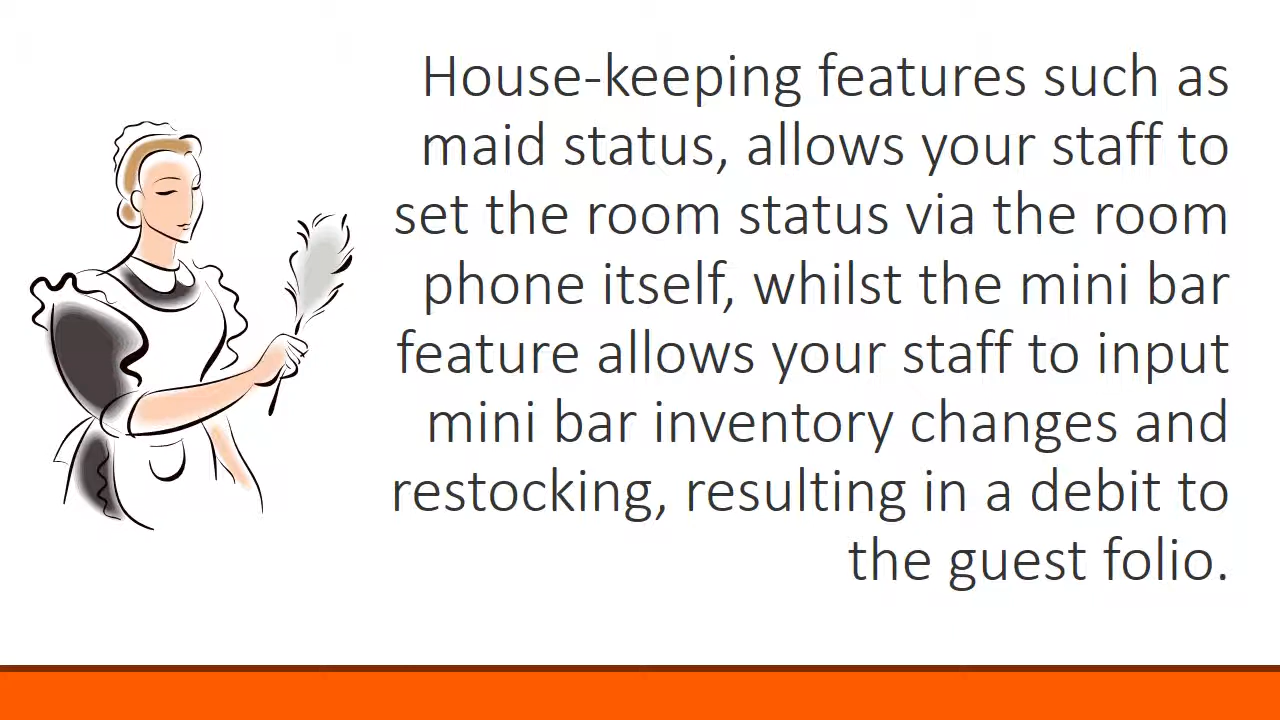 House-keeping features such as
maid status, allows your staff to
set the room status via the room
phone itself, whilst the mini bar
feature allows your staff to input
mini bar inventory changes and
restocking, resulting in a debit to
the guest folio.